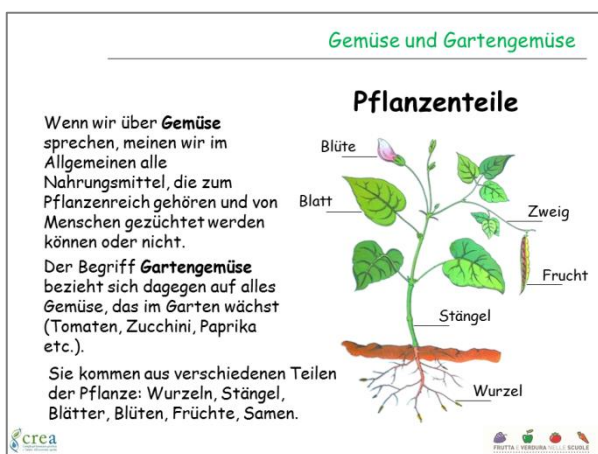 Gemüse und Gartengemüse
Pflanzenteile
Wenn wir über Gemüse
sprechen, meinen wir im
Allgemeinen alle
Nahrungsmittel, die zum
Pflanzenreich gehören und von
Menschen gezüchtet werden
können oder nicht.
Der Begriff Gartengemüse
bezieht sich dagegen auf alles
Gemüse, das im Garten wächst
(Tomaten, Zucchini, Paprika
etc.).
Sie kommen aus verschiedenen Teilen
der Pflanze: Wurzeln, Stängel,
Blätter, Blüten, Früchte, Samen.
Blüte
Blatt
Zweig
Frucht
Stängel
Wurzel
crea
FRUTTA E VERDURA NELLE SCUOLE